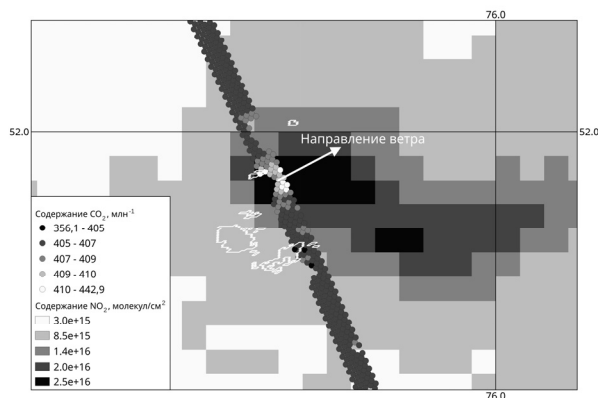 76.0
52.0
52.0
Направление ветра
Содержание CO₂, млн⁻¹
356,1 - 405
405 - 407
407 - 409
409 - 410
410 - 442,9
Содержание NO₂, молекул/см²
3.0e+15
8.5e+15
1.4e+16
2.0e+16
2.5e+16
76.0